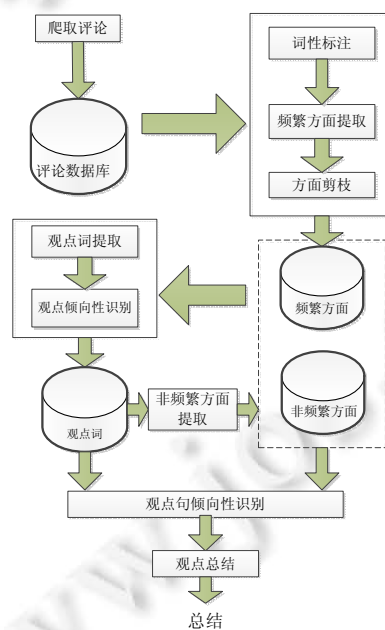 爬取评论
评论数据库
词性标注
频繁方面提取
方面剪枝
观点词提取
观点倾向性识别
频繁方面
非频繁方面
观点词
非频繁方面
提取
观点句倾向性识别
观点总结
总结